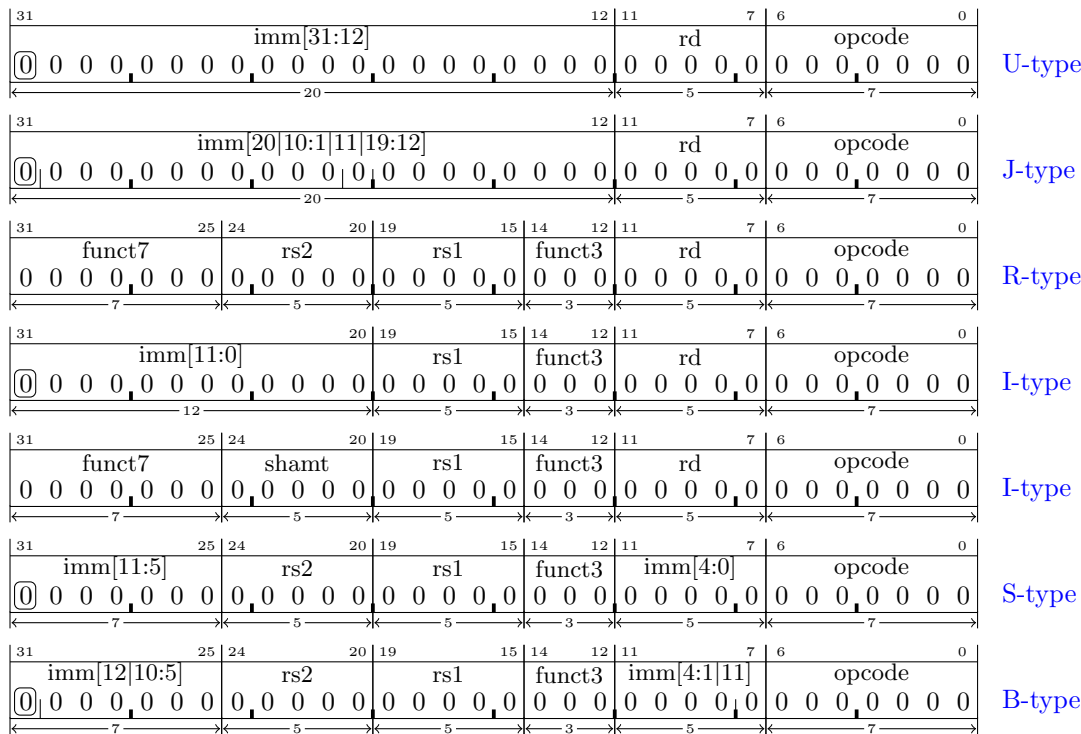 31 12 11 7 6 0
imm[31:12] rd opcode
0 0 0 0 0 0 0 0 0 0 0 0 0 0 0 0 0 0 0 0 0 0 0 0 0 0 0 0 0 0 0 0 U-type
20 5 7
31 12 11 7 6 0
imm[20|10:1|11|19:12] rd opcode
0 0 0 0 0 0 0 0 0 0 0 0 0 0 0 0 0 0 0 0 0 0 0 0 0 0 0 0 0 0 0 0 J-type
20 5 7
31 25 24 20 19 15 14 12 11 7 6 0
funct7 rs2 rs1 funct3 rd opcode
0 0 0 0 0 0 0 0 0 0 0 0 0 0 0 0 0 0 0 0 0 0 0 0 0 0 0 0 0 0 0 0 R-type
7 5 5 3 5 7
31 20 19 15 14 12 11 7 6 0
imm[11:0] rs1 funct3 rd opcode
0 0 0 0 0 0 0 0 0 0 0 0 0 0 0 0 0 0 0 0 0 0 0 0 0 0 0 0 0 0 0 0 I-type
12 5 3 5 7
31 25 24 20 19 15 14 12 11 7 6 0
funct7 shamt rs1 funct3 rd opcode
0 0 0 0 0 0 0 0 0 0 0 0 0 0 0 0 0 0 0 0 0 0 0 0 0 0 0 0 0 0 0 0 I-type
7 5 5 3 5 7
31 25 24 20 19 15 14 12 11 7 6 0
imm[11:5] rs2 rs1 funct3 imm[4:0] opcode
0 0 0 0 0 0 0 0 0 0 0 0 0 0 0 0 0 0 0 0 0 0 0 0 0 0 0 0 0 0 0 0 S-type
7 5 5 3 5 7
31 25 24 20 19 15 14 12 11 7 6 0
imm[12|10:5] rs2 rs1 funct3 imm[4:1|11] opcode
0 0 0 0 0 0 0 0 0 0 0 0 0 0 0 0 0 0 0 0 0 0 0 0 0 0 0 0 0 0 0 0 B-type
7 5 5 3 5 7